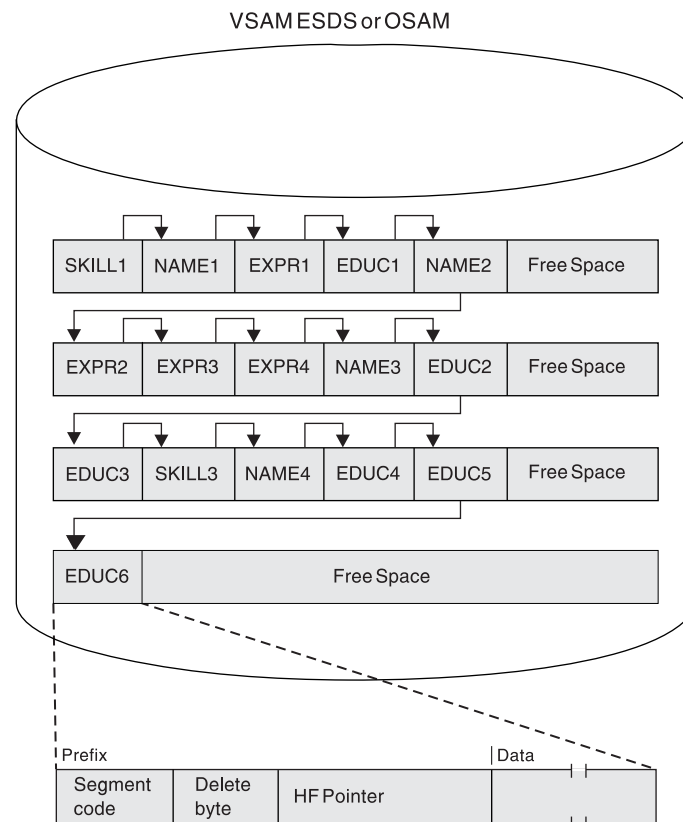 VSAM ESDS or OSAM
SKILL1 NAME1 EXPR1 EDUC1 NAME2 Free Space
EXPR2 EXPR3 EXPR4 NAME3 EDUC2 Free Space
EDUC3 SKILL3 NAME4 EDUC4 EDUC5 Free Space
EDUC6 Free Space
Prefix Data
Segment code Delete byte HF Pointer